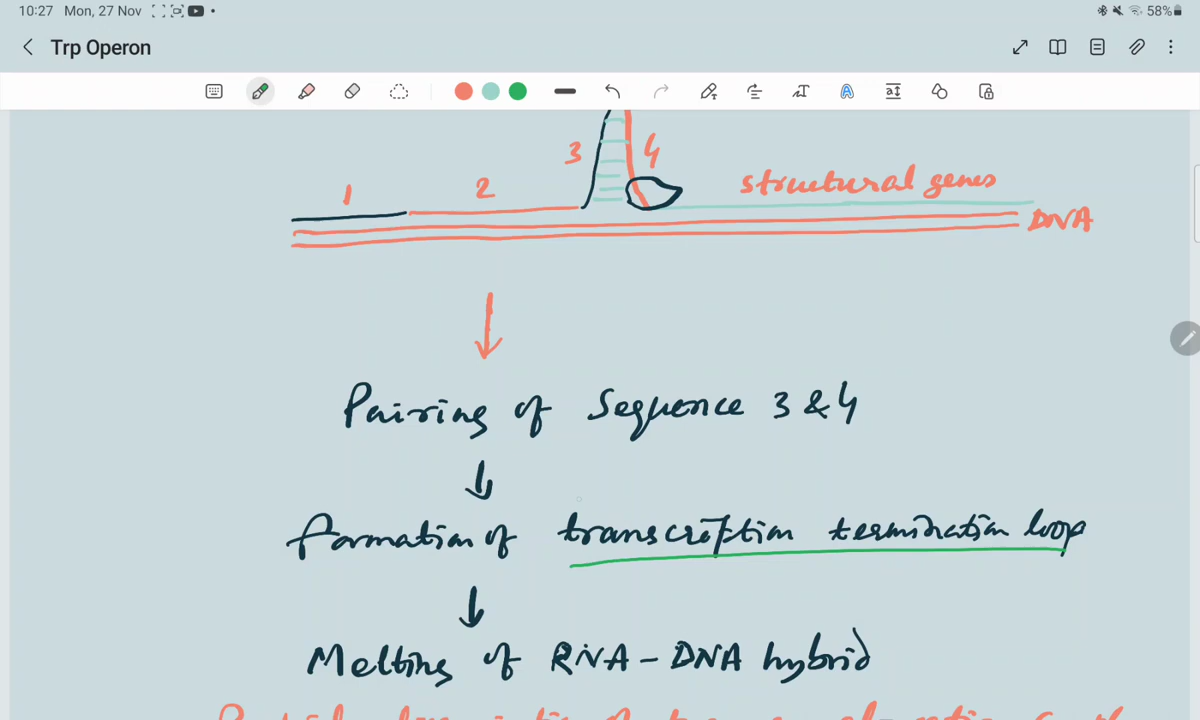 10:27 Mon, 27 Nov 58%
Trp Operon
3 4
1 2 structural genes
DNA
Pairing of Sequence 3 & 4
Formation of transcription termination loop
Melting of RNA-DNA hybrid